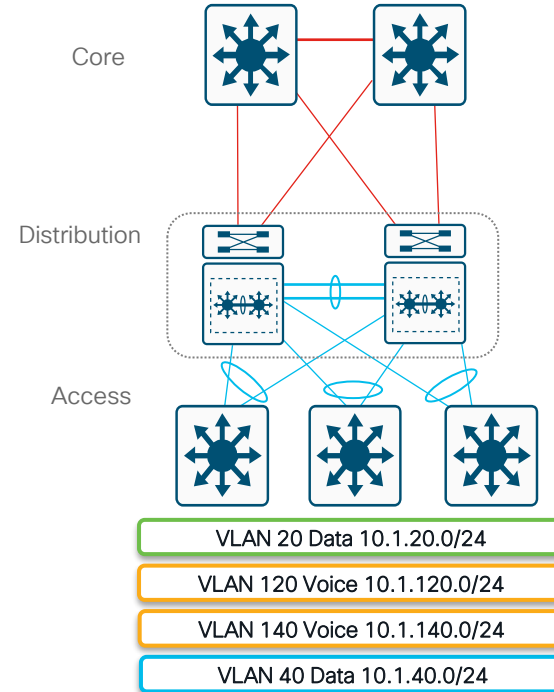 Core
Distribution
Access
VLAN 20 Data 10.1.20.0/24
VLAN 120 Voice 10.1.120.0/24
VLAN 140 Voice 10.1.140.0/24
VLAN 40 Data 10.1.40.0/24